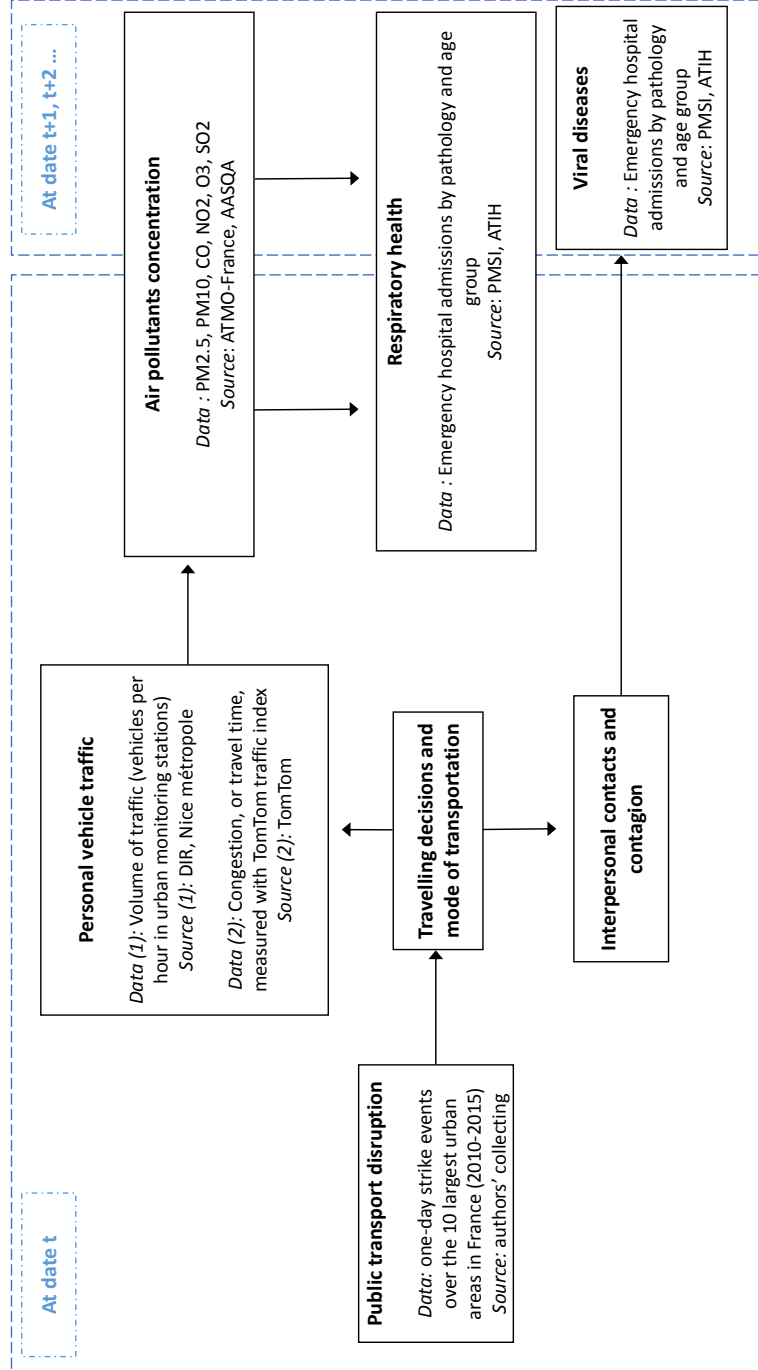 At date t
At date t+1, t+2 ...
Public transport disruption
Data: one-day strike events
over the 10 largest urban
areas in France (2010-2015)
Source: authors’ collecting
Personal vehicle traffic
Data (1): Volume of traffic (vehicles per
hour in urban monitoring stations)
Source (1): DIR, Nice métropole
Data (2): Congestion, or travel time,
measured with TomTom traffic index
Source (2): TomTom
Travelling decisions and
mode of transportation
Interpersonal contacts and
contagion
Air pollutants concentration
Data : PM2.5, PM10, CO, NO2, O3, SO2
Source: ATMO-France, AASQA
Respiratory health
Data : Emergency hospital admissions by pathology and age
group
Source: PMSI, ATIH
Viral diseases
Data : Emergency hospital
admissions by pathology
and age group
Source: PMSI, ATIH